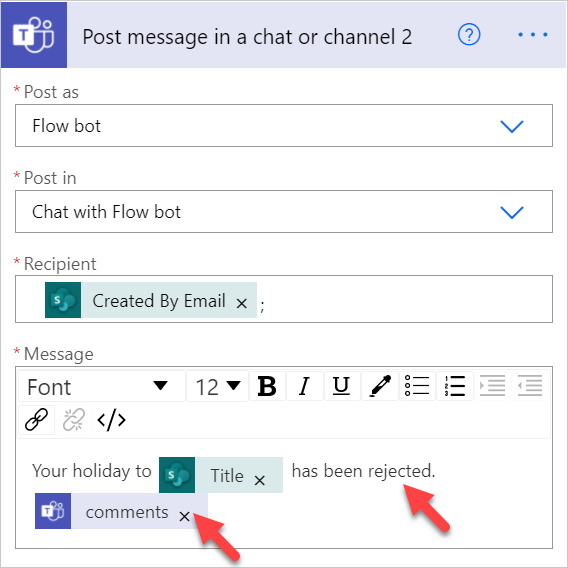 Post message in a chat or channel 2 ? ...
* Post as
Flow bot
* Post in
Chat with Flow bot
* Recipient
S Created By Email × ;
* Message
Font 12 B I U
</>
Your holiday to S Title × has been rejected.
T comments ×